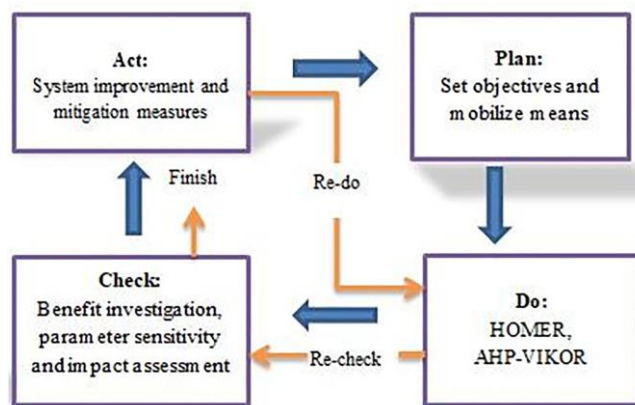 Act:
System improvement and
mitigation measures
Plan:
Set objectives and
mobilize means
Finish
Re-do
Check:
Benefit investigation,
parameter sensitivity
and impact assessment
Re-check
Do:
HOMER,
AHP-VIKOR